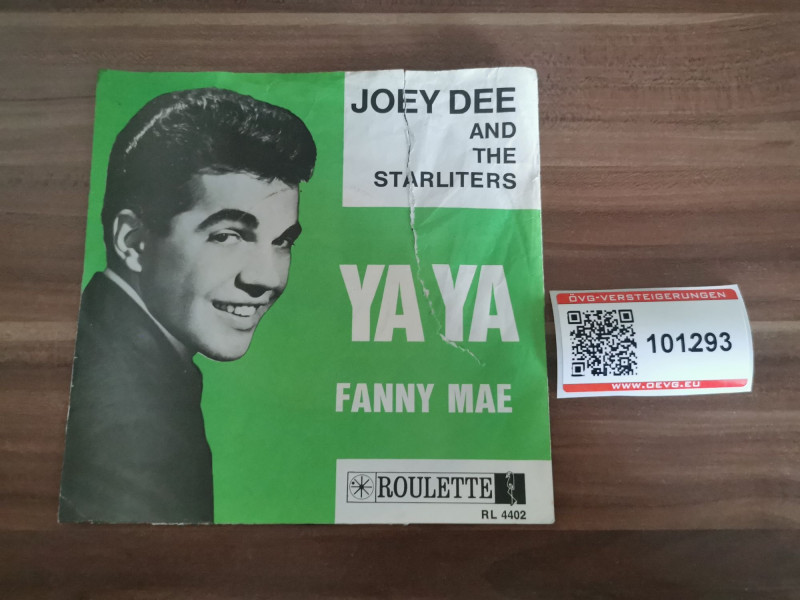 JOEY DEE
AND
THE
STARLITERS
YA YA
FANNY MAE
ROULETTE
RL 4402
ÖVG-VERSTEIGERUNGEN
101293
WWW.OEVG.EU